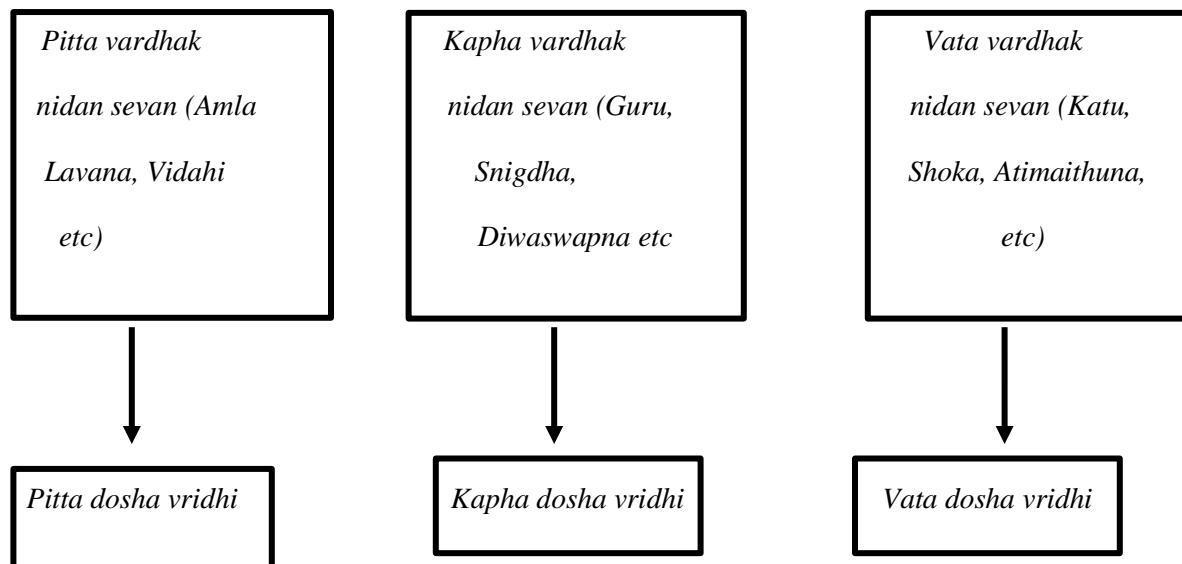 Pitta vardhak
nidan sevan (Amla
Lavana, Vidahi
etc)
Kapha vardhak
nidan sevan (Guru,
Snigdha,
Diwaswapna etc
Vata vardhak
nidan sevan (Katu,
Shoka, Atimaithuna,
etc)
Pitta dosha vridhi
Kapha dosha vridhi
Vata dosha vridhi